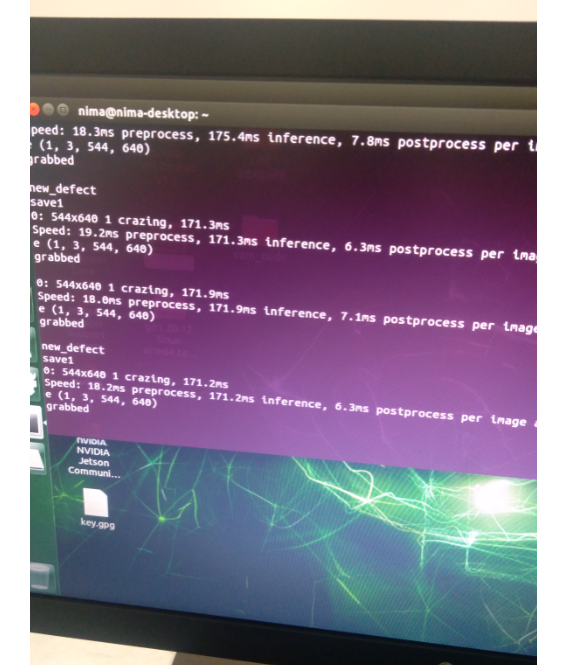 nima@nima-desktop: ~
peed: 18.3ms preprocess, 175.4ms inference, 7.8ms postprocess per i
e (1, 3, 544, 640)
grabbed
new_defect
save1
0: 544x640 1 crazing, 171.3ms
Speed: 19.2ms preprocess, 171.3ms inference, 6.3ms postprocess per ima
e (1, 3, 544, 640)
grabbed
0: 544x640 1 crazing, 171.9ms
Speed: 18.0ms preprocess, 171.9ms inference, 7.1ms postprocess per image
e (1, 3, 544, 640)
grabbed
new_defect
save1
0: 544x640 1 crazing, 171.2ms
Speed: 18.2ms preprocess, 171.2ms inference, 6.3ms postprocess per image a
e (1, 3, 544, 640)
grabbed
NVIDIA
Jetson
Communi...
key.gpg